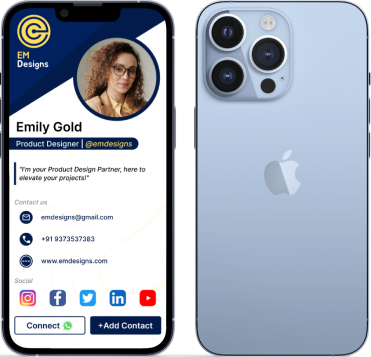 EM
Designs
Emily Gold
Product Designer | @emdesigns
"I'm your Product Design Partner, here to
elevate your projects!"
Contact us
emdesigns@gmail.com
+91 9373537383
www.emdesigns.com
Social
Connect
+Add Contact